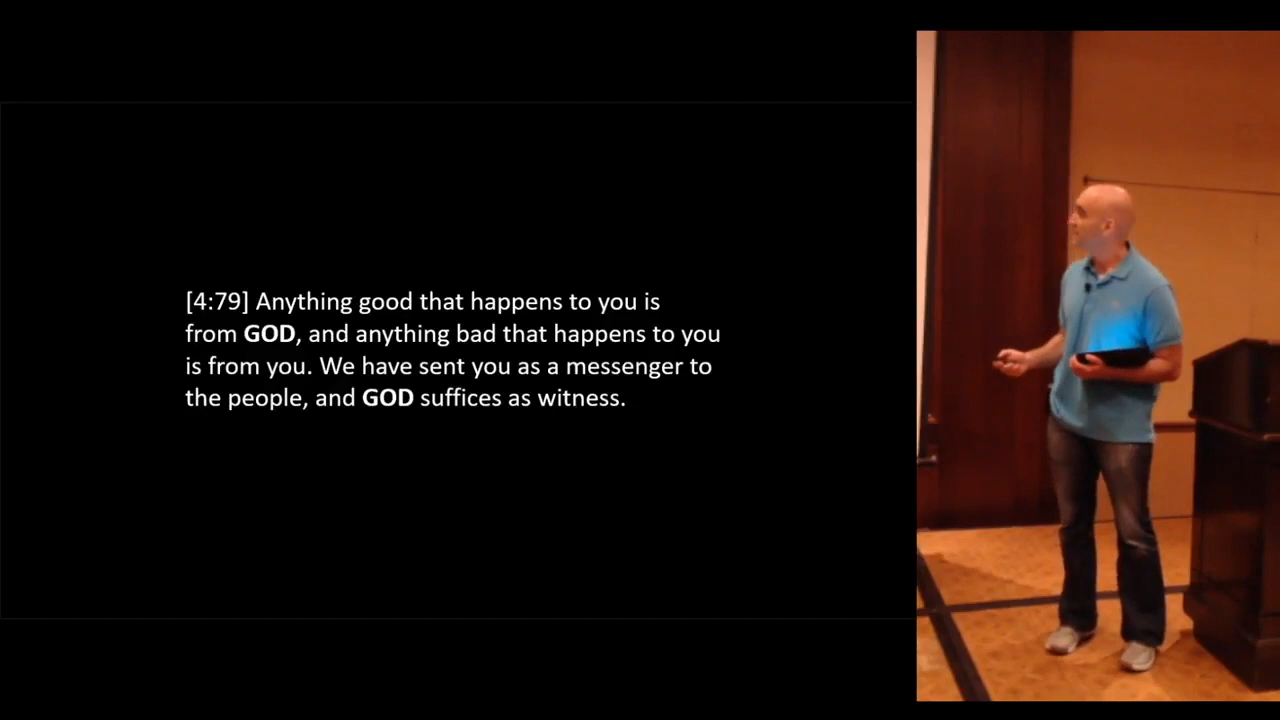 [4:79] Anything good that happens to you is
from GOD, and anything bad that happens to you
is from you. We have sent you as a messenger to
the people, and GOD suffices as witness.